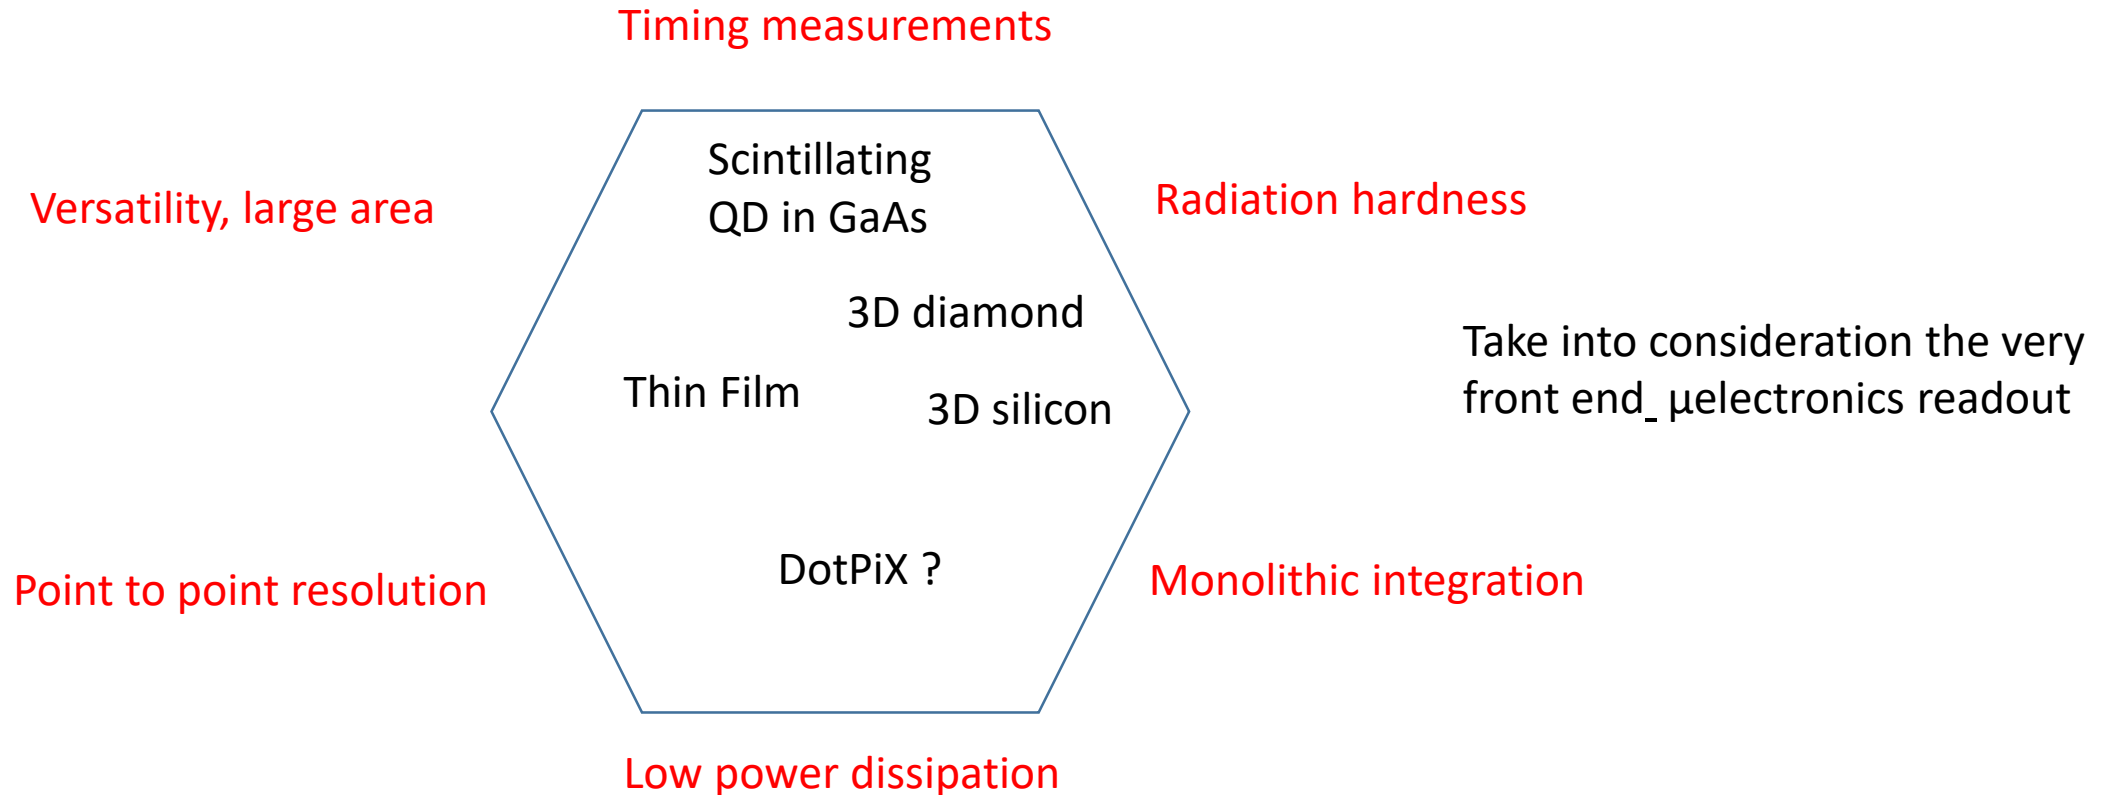 Timing measurements
Scintillating
QD in GaAs
Versatility, large area
Radiation hardness
3D diamond
Take into consideration the very
front end_ µelectronics readout
Thin Film
3D silicon
DotPiX ?
Point to point resolution
Monolithic integration
Low power dissipation